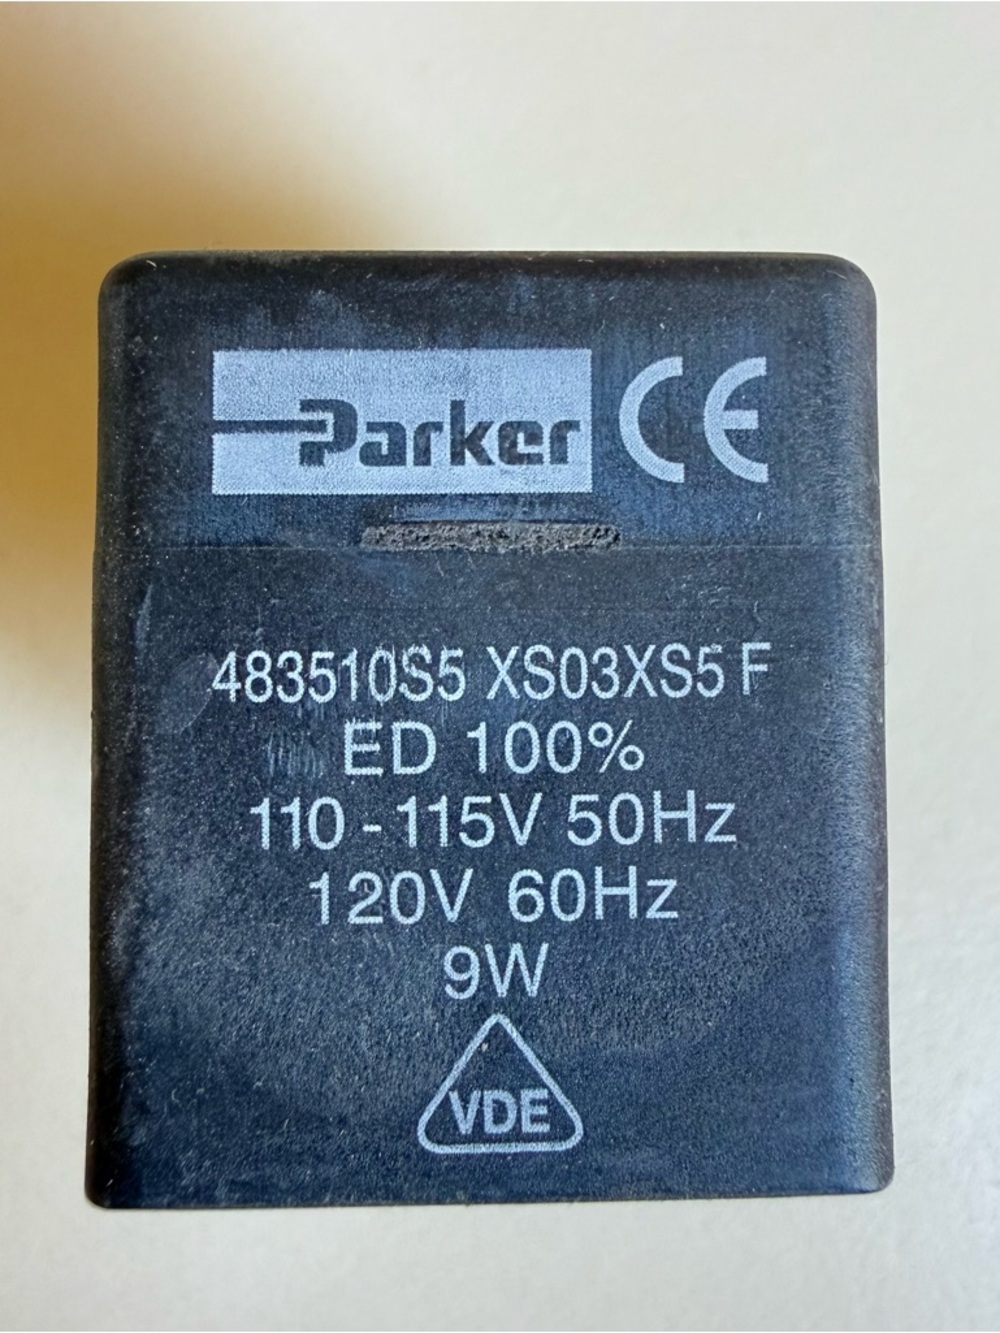 Parker CE
483510S5 XS03XS5 F
ED 100%
110 - 115V 50Hz
120V 60Hz
9W
VDE